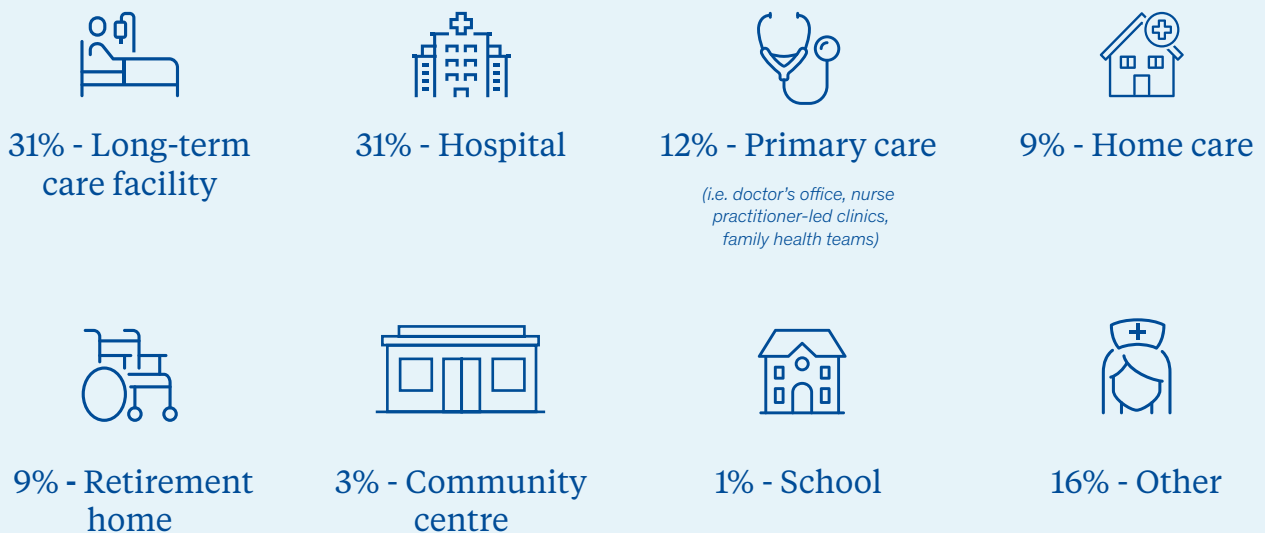 31% - Long-term
care facility
31% - Hospital
12% - Primary care
(i.e. doctor's office, nurse
practitioner-led clinics,
family health teams)
9% - Home care
9% - Retirement
home
3% - Community
centre
1% - School
16% - Other